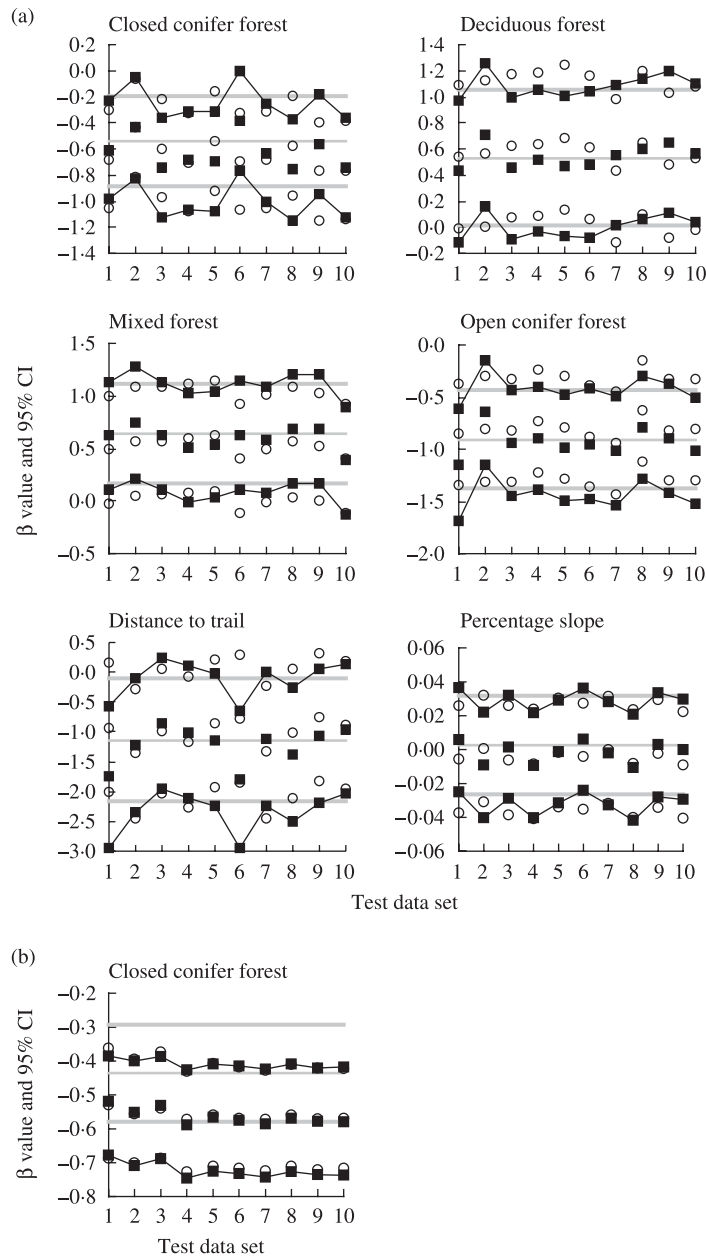 (a)
Closed conifer forest
0·2
0·0
–0·2
–0·4
–0·6
–0·8
–1·0
–1·2
–1·4
1 2 3 4 5 6 7 8 9 10
Deciduous forest
1·4
1·2
1·0
0·8
0·6
0·4
0·2
0·0
–0·2
1 2 3 4 5 6 7 8 9 10
β value and 95% CI
Mixed forest
1·5
1·0
0·5
0·0
–0·5
1 2 3 4 5 6 7 8 9 10
Open conifer forest
0·0
–0·5
–1·0
–1·5
–2·0
1 2 3 4 5 6 7 8 9 10
Distance to trail
0·5
0·0
–0·5
–1·0
–1·5
–2·0
–2·5
–3·0
1 2 3 4 5 6 7 8 9 10
Percentage slope
0·06
0·04
0·02
0·00
–0·02
–0·04
–0·06
1 2 3 4 5 6 7 8 9 10
Test data set
(b)
Closed conifer forest
β value and 95% CI
–0·2
–0·3
–0·4
–0·5
–0·6
–0·7
–0·8
1 2 3 4 5 6 7 8 9 10
Test data set